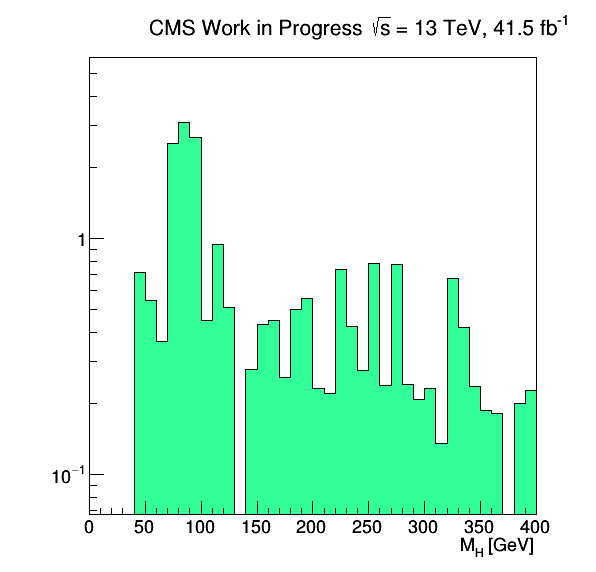 CMS Work in Progress √s = 13 TeV, 41.5 fb⁻¹
1
10⁻¹
0 50 100 150 200 250 300 350 400
M_H [GeV]